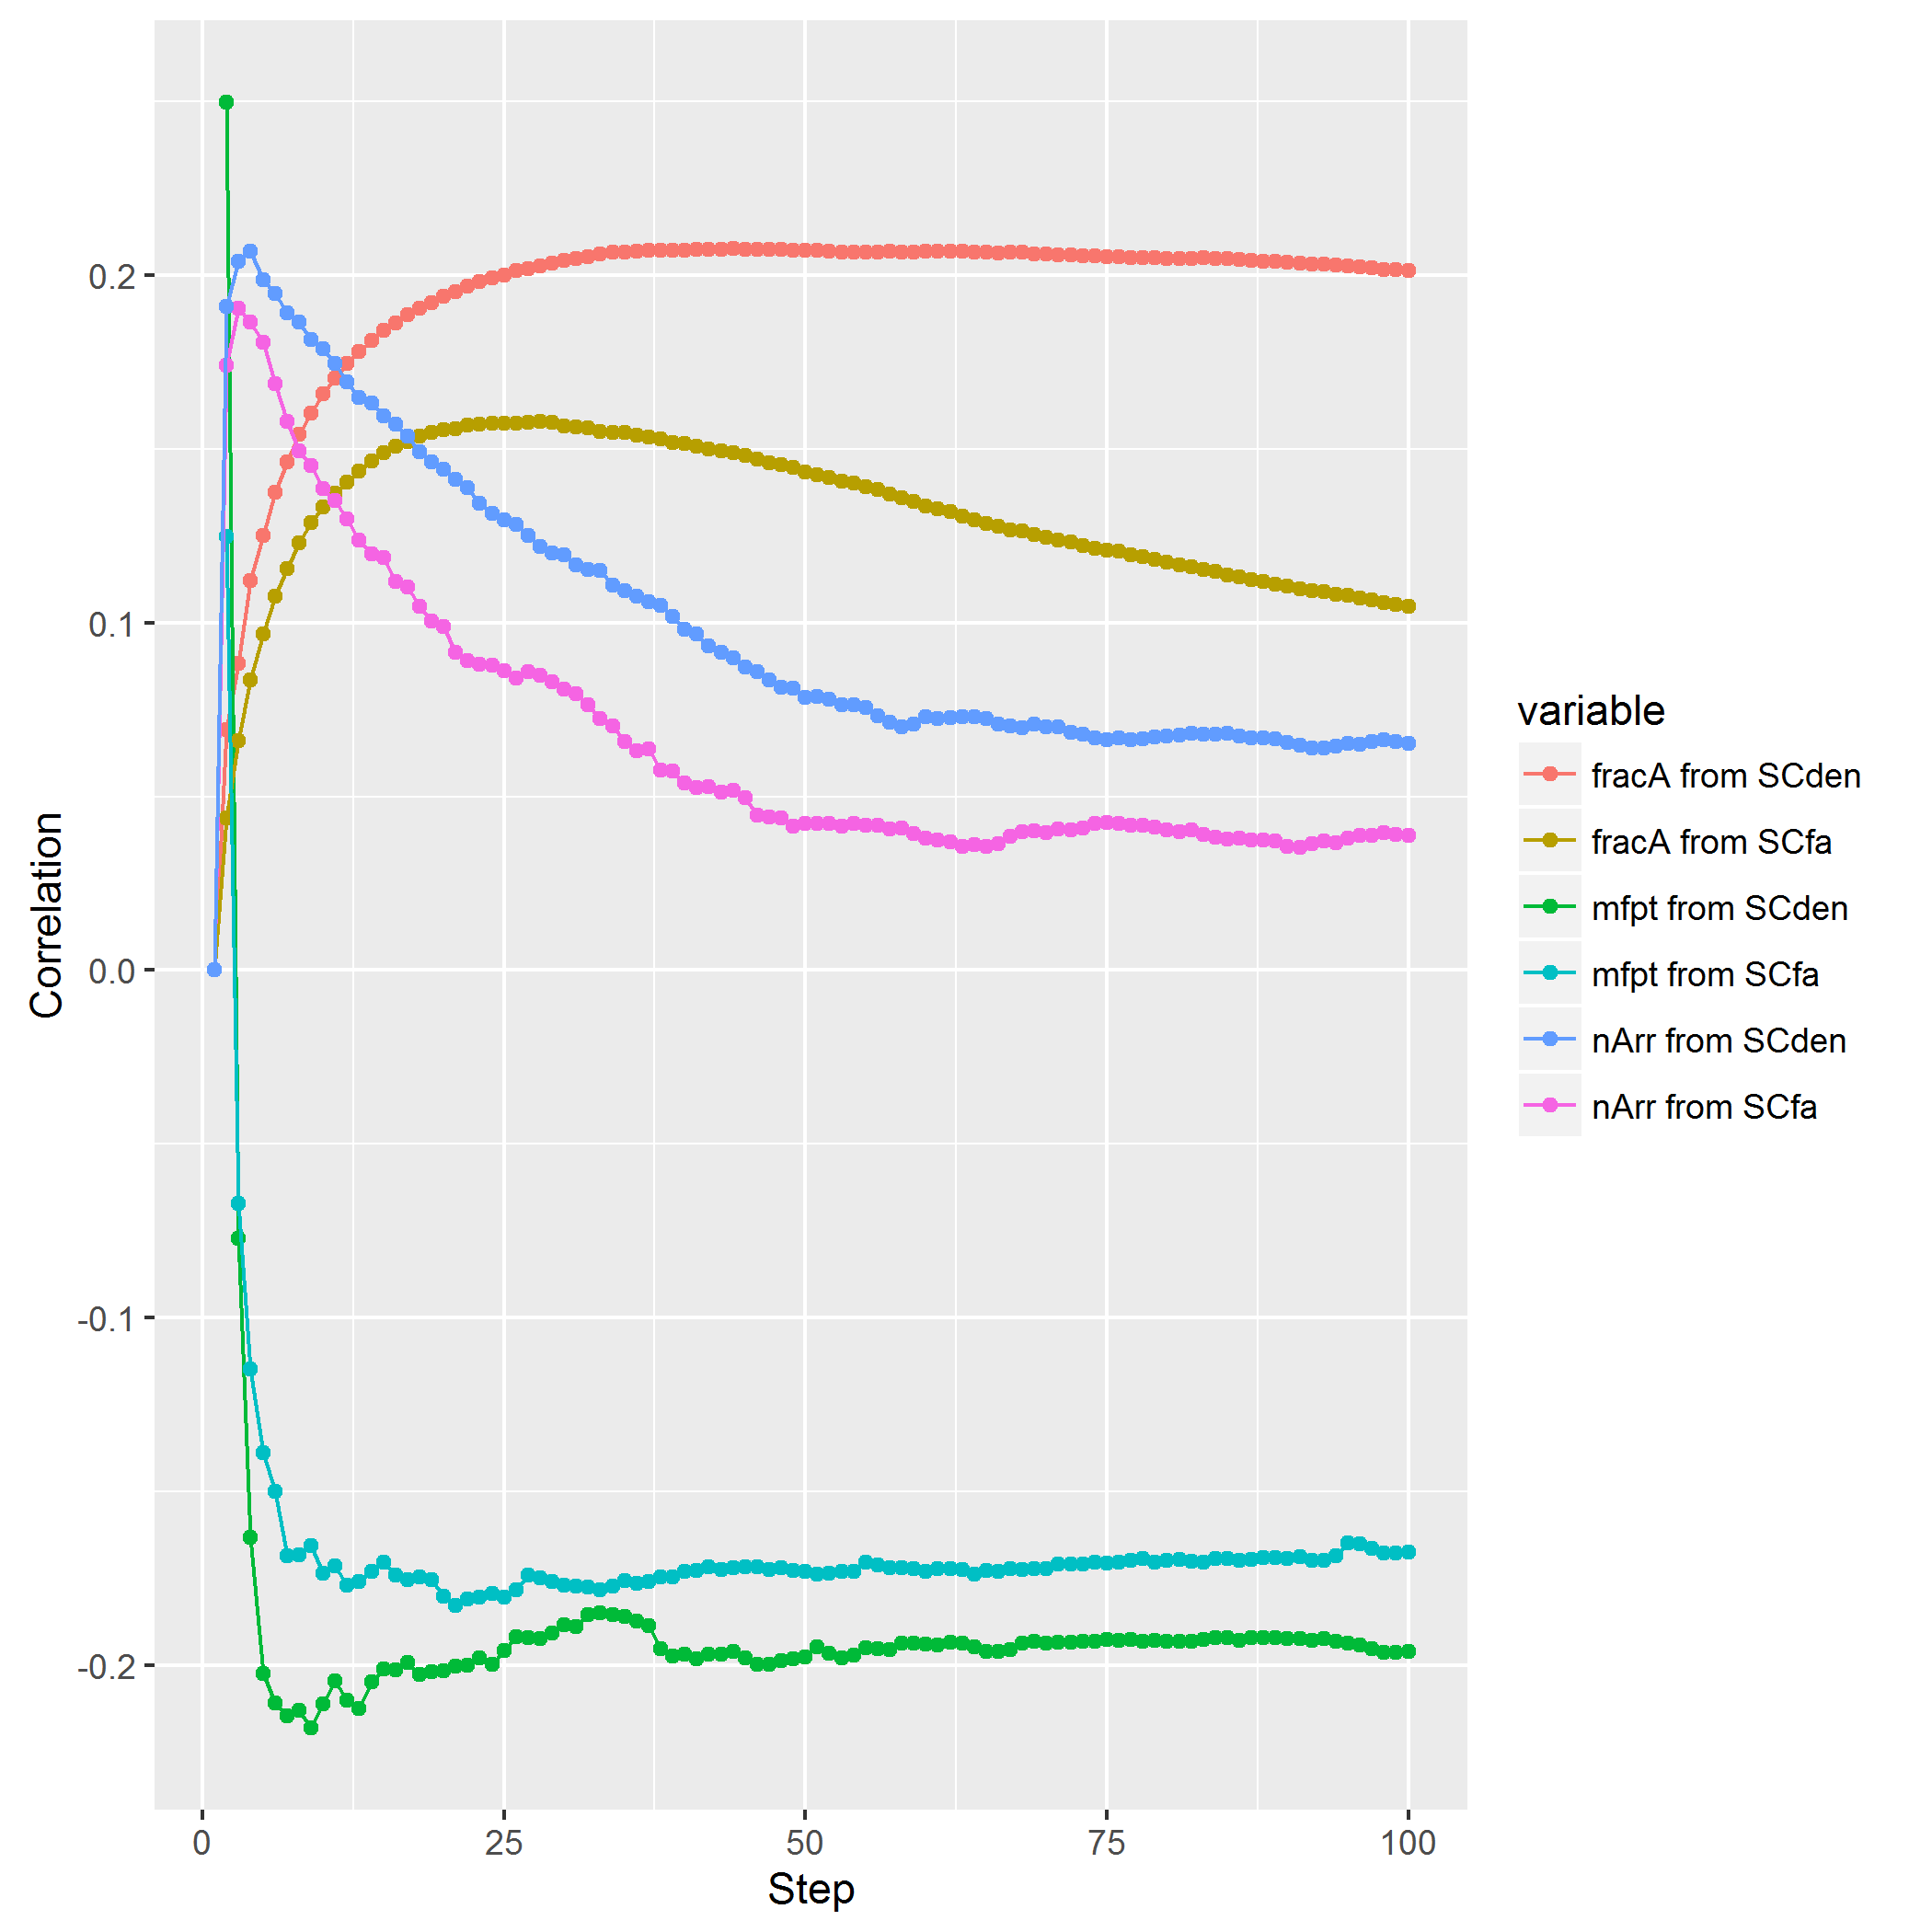 0.2
0.1
0.0
-0.1
-0.2
Correlation
0 25 50 75 100
Step
variable
fracA from SCden
fracA from SCfa
mfpt from SCden
mfpt from SCfa
nArr from SCden
nArr from SCfa